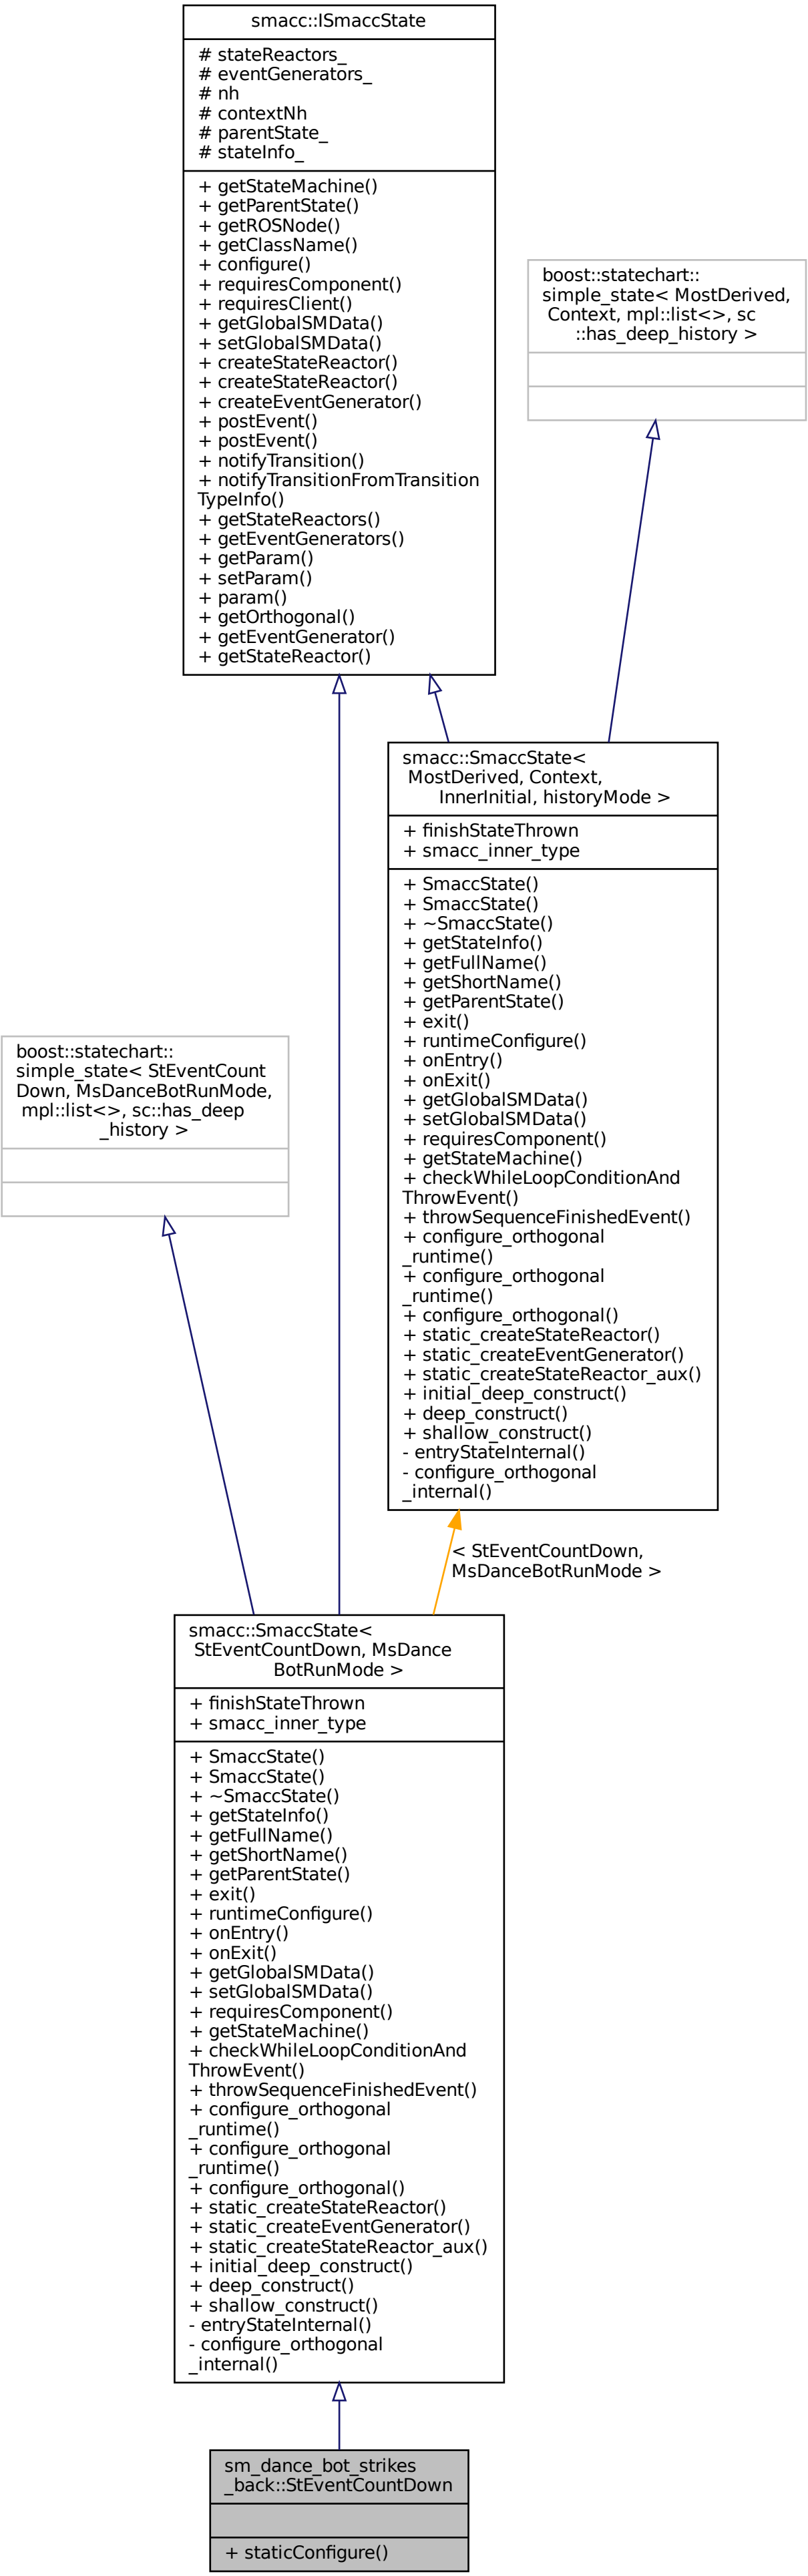 smacc::ISmaccState
# stateReactors_
# eventGenerators_
# nh
# contextNh
# parentState_
# stateInfo_
+ getStateMachine()
+ getParentState()
+ getROSNode()
+ getClassName()
+ configure()
+ requiresComponent()
+ requiresClient()
+ getGlobalSMData()
+ setGlobalSMData()
+ createStateReactor()
+ createStateReactor()
+ createEventGenerator()
+ postEvent()
+ postEvent()
+ notifyTransition()
+ notifyTransitionFromTransition
TypeInfo()
+ getStateReactors()
+ getEventGenerators()
+ getParam()
+ setParam()
+ param()
+ getOrthogonal()
+ getEventGenerator()
+ getStateReactor()
boost::statechart::
simple_state< MostDerived,
Context, mpl::list<>, sc
::has_deep_history >
smacc::SmaccState<
MostDerived, Context,
InnerInitial, historyMode >
+ finishStateThrown
+ smacc_inner_type
+ SmaccState()
+ SmaccState()
+ ~SmaccState()
+ getStateInfo()
+ getFullName()
+ getShortName()
+ getParentState()
+ exit()
+ runtimeConfigure()
+ onEntry()
+ onExit()
+ getGlobalSMData()
+ setGlobalSMData()
+ requiresComponent()
+ getStateMachine()
+ checkWhileLoopConditionAnd
ThrowEvent()
+ throwSequenceFinishedEvent()
+ configure_orthogonal
_runtime()
+ configure_orthogonal
_runtime()
+ configure_orthogonal()
+ static_createStateReactor()
+ static_createEventGenerator()
+ static_createStateReactor_aux()
+ initial_deep_construct()
+ deep_construct()
+ shallow_construct()
- entryStateInternal()
- configure_orthogonal
_internal()
boost::statechart::
simple_state< StEventCount
Down, MsDanceBotRunMode,
mpl::list<>, sc::has_deep
_history >
< StEventCountDown,
MsDanceBotRunMode >
smacc::SmaccState<
StEventCountDown, MsDance
BotRunMode >
+ finishStateThrown
+ smacc_inner_type
+ SmaccState()
+ SmaccState()
+ ~SmaccState()
+ getStateInfo()
+ getFullName()
+ getShortName()
+ getParentState()
+ exit()
+ runtimeConfigure()
+ onEntry()
+ onExit()
+ getGlobalSMData()
+ setGlobalSMData()
+ requiresComponent()
+ getStateMachine()
+ checkWhileLoopConditionAnd
ThrowEvent()
+ throwSequenceFinishedEvent()
+ configure_orthogonal
_runtime()
+ configure_orthogonal
_runtime()
+ configure_orthogonal()
+ static_createStateReactor()
+ static_createEventGenerator()
+ static_createStateReactor_aux()
+ initial_deep_construct()
+ deep_construct()
+ shallow_construct()
- entryStateInternal()
- configure_orthogonal
_internal()
sm_dance_bot_strikes
_back::StEventCountDown
+ staticConfigure()